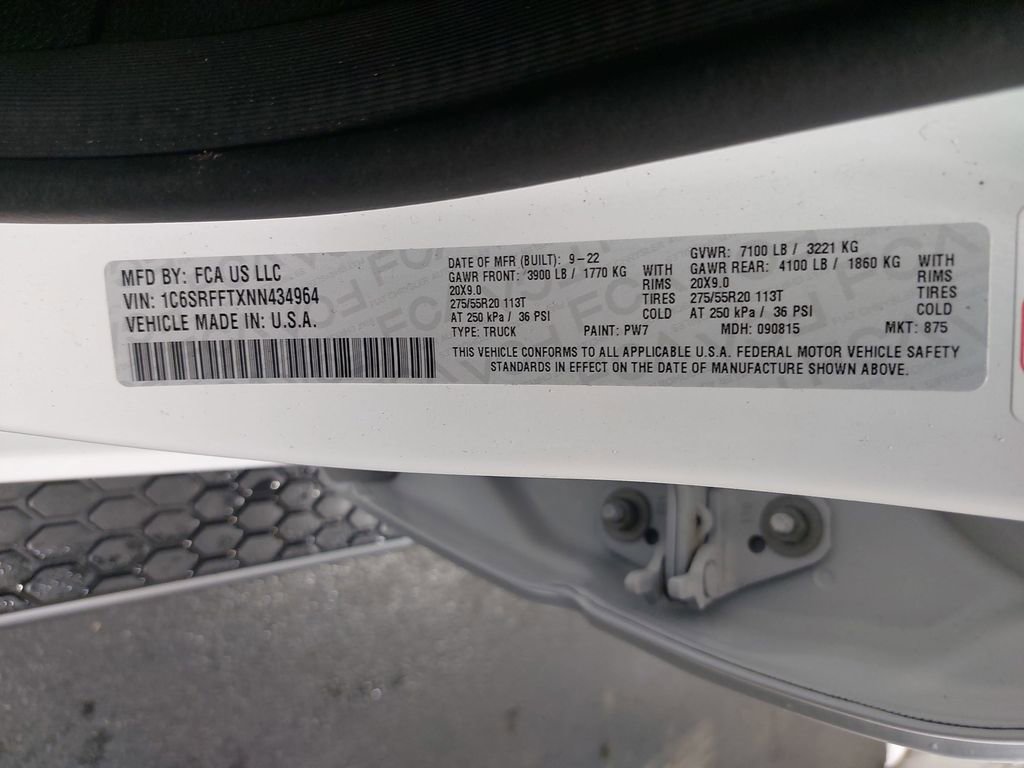 MFD BY: FCA US LLC
VIN: 1C6SRFFTXNN434964
VEHICLE MADE IN: U.S.A.
DATE OF MFR (BUILT): 9-22
GAWR FRONT: 3900 LB / 1770 KG WITH
20X9.0 RIMS
275/55R20 113T TIRES
AT 250 kPa / 36 PSI COLD
GVWR: 7100 LB / 3221 KG
GAWR REAR: 4100 LB / 1860 KG WITH
20X9.0 RIMS
275/55R20 113T TIRES
AT 250 kPa / 36 PSI COLD
TYPE: TRUCK PAINT: PW7 MDH: 090815 MKT: 875
THIS VEHICLE CONFORMS TO ALL APPLICABLE U.S.A. FEDERAL MOTOR VEHICLE SAFETY
STANDARDS IN EFFECT ON THE DATE OF MANUFACTURE SHOWN ABOVE.